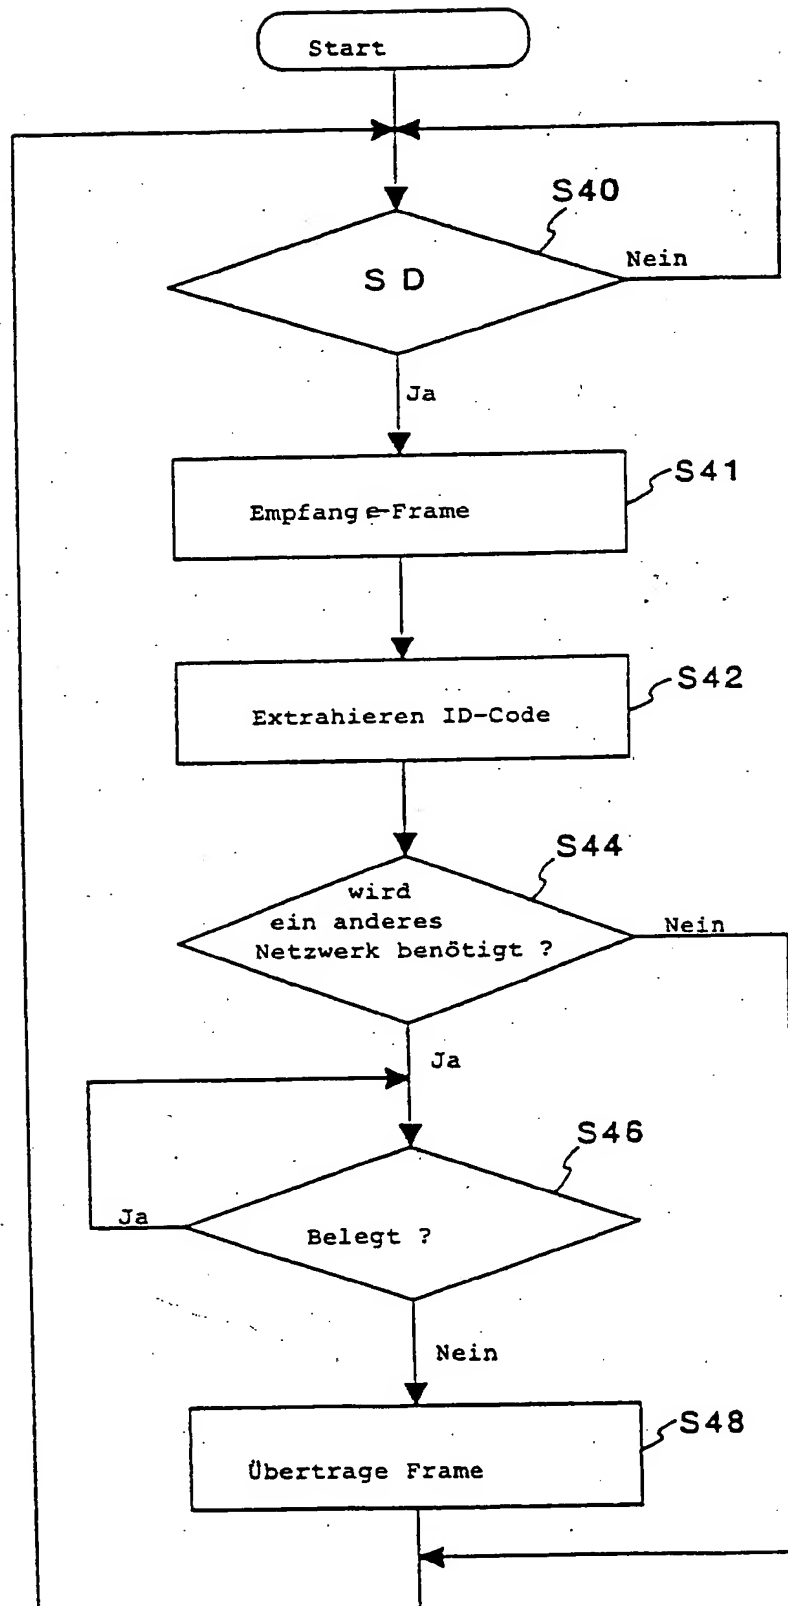 Start
S40
S D
Nein
Ja
S41
Empfange-Frame
S42
Extrahieren ID-Code
S44
wird
ein anderes
Netzwerk benötigt ?
Nein
Ja
S46
Ja
Belegt ?
Nein
S48
Übertrage Frame